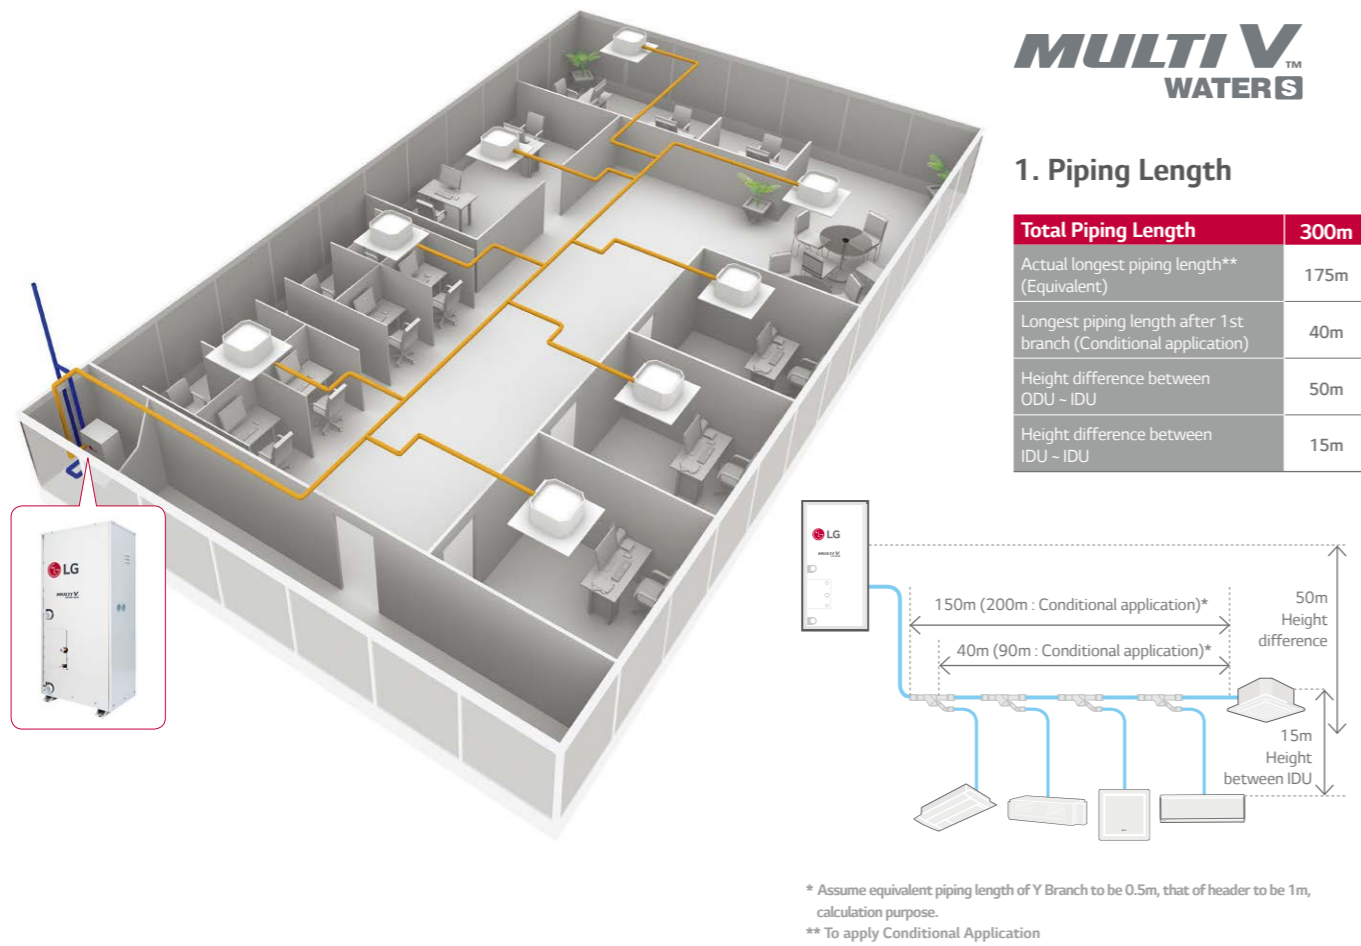 MULTI V™
WATER S
1. Piping Length
Total Piping Length 300m
Actual longest piping length** 175m
(Equivalent)
Longest piping length after 1st 40m
branch (Conditional application)
Height difference between 50m
ODU ~ IDU
Height difference between 15m
IDU ~ IDU
LG
MULTI V
LG
MULTI V
150m (200m : Conditional application)*
40m (90m : Conditional application)*
50m
Height
difference
15m
Height
between IDU
* Assume equivalent piping length of Y Branch to be 0.5m, that of header to be 1m,
calculation purpose.
** To apply Conditional Application